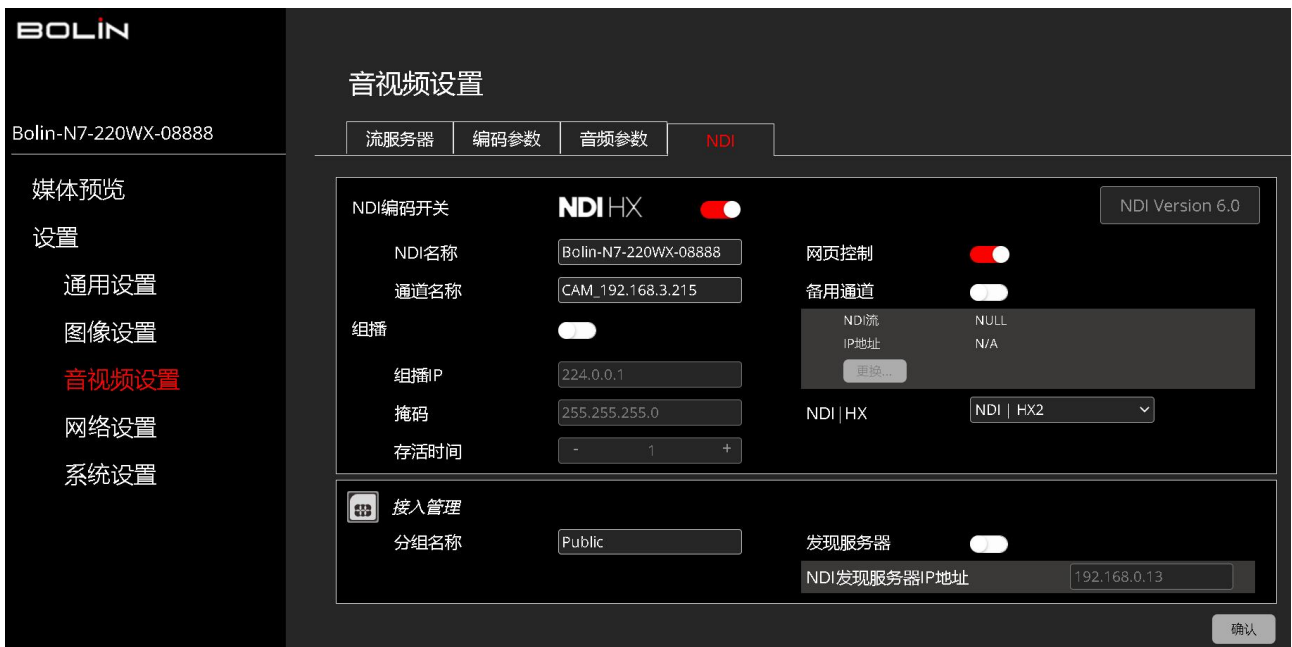 BOLIN
Bolin-N7-220WX-08888
媒体预览
设置
通用设置
图像设置
音视频设置
网络设置
系统设置
音视频设置
流服务器 编码参数 音频参数 NDI
NDI编码开关 NDI HX NDI Version 6.0
NDI名称 Bolin-N7-220WX-08888 网页控制
通道名称 CAM_192.168.3.215 备用通道
NDI流 NULL
组播
IP地址 N/A
更换...
组播IP 224.0.0.1
掩码 255.255.255.0 NDI|HX NDI | HX2
存活时间 - 1 +
接入管理
分组名称 Public 发现服务器
NDI发现服务器IP地址 192.168.0.13
确认